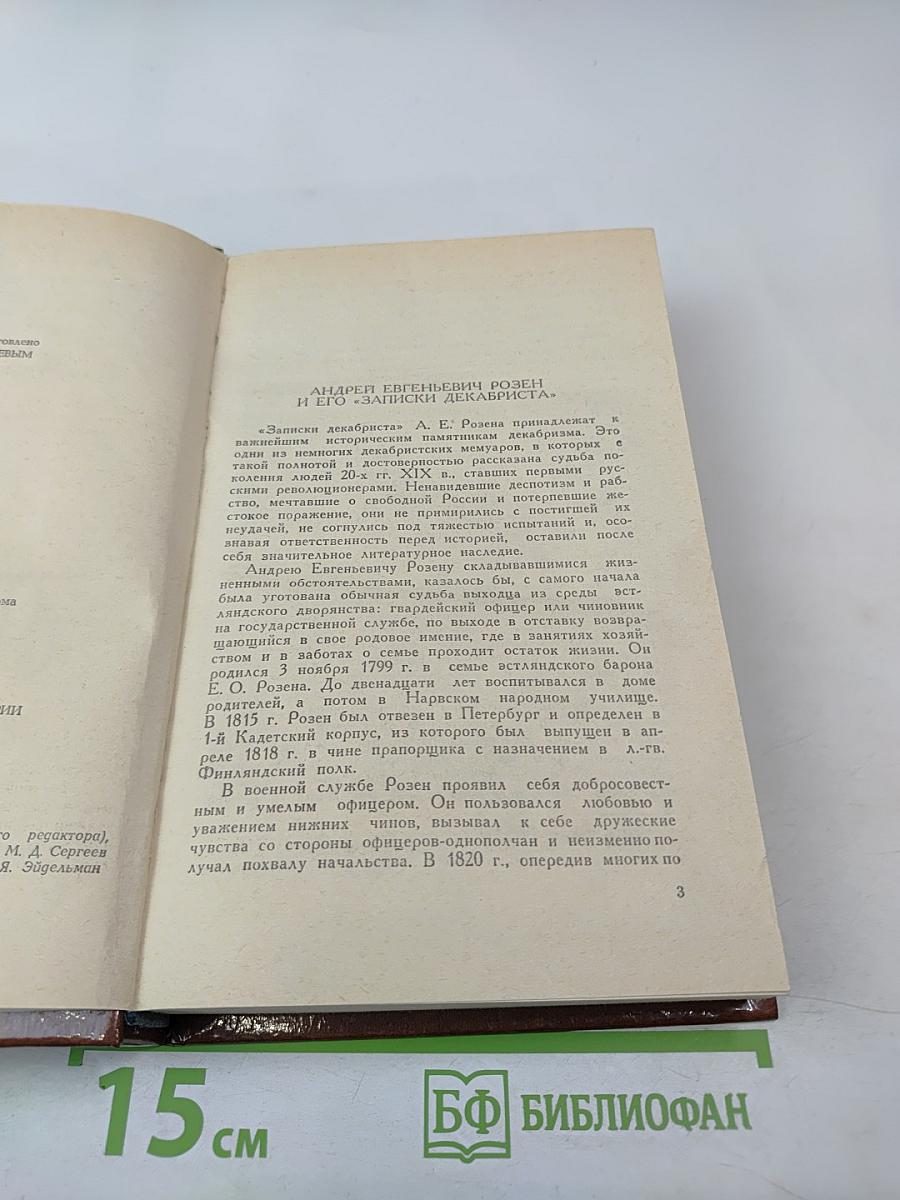 говлено
ЕВЫМ
ома
РИИ
го редактора),
М. Д. Сергеев
Я. Эйдельман
АНДРЕЙ ЕВГЕНЬЕВИЧ РОЗЕН
И ЕГО «ЗАПИСКИ ДЕКАБРИСТА»
«Записки декабриста» А. Е. Розена принадлежат к
важнейшим историческим памятникам декабризма. Это
одни из немногих декабристских мемуаров, в которых с
такой полнотой и достоверностью рассказана судьба по-
коления людей 20-х гг. XIX в., ставших первыми рус-
скими революционерами. Ненавидевшие деспотизм и раб-
ство, мечтавшие о свободной России и потерпевшие же-
стокое поражение, они не примирились с постигшей их
неудачей, не согнулись под тяжестью испытаний и, осо-
знавая ответственность перед историей, оставили после
себя значительное литературное наследие.
Андрею Евгеньевичу Розену складывавшимися жиз-
ненными обстоятельствами, казалось бы, с самого начала
была уготована обычная судьба выходца из среды эст-
ляндского дворянства: гвардейский офицер или чиновник
на государственной службе, по выходе в отставку возвра-
щающийся в свое родовое имение, где в занятиях хозяй-
ством и в заботах о семье проходит остаток жизни. Он
родился 3 ноября 1799 г. в семье эстляндского барона
Е. О. Розена. До двенадцати лет воспитывался в доме
родителей, а потом в Нарвском народном училище.
В 1815 г. Розен был отвезен в Петербург и определен в
1-й Кадетский корпус, из которого был выпущен в ап-
реле 1818 г. в чине прапорщика с назначением в л.-гв.
Финляндский полк.
В военной службе Розен проявил себя добросовест-
ным и умелым офицером. Он пользовался любовью и
уважением нижних чинов, вызывал к себе дружеские
чувства со стороны офицеров-однополчан и неизменно по-
лучал похвалу начальства. В 1820 г., опередив многих по
3
15 см
БФ БИБЛИОФАН